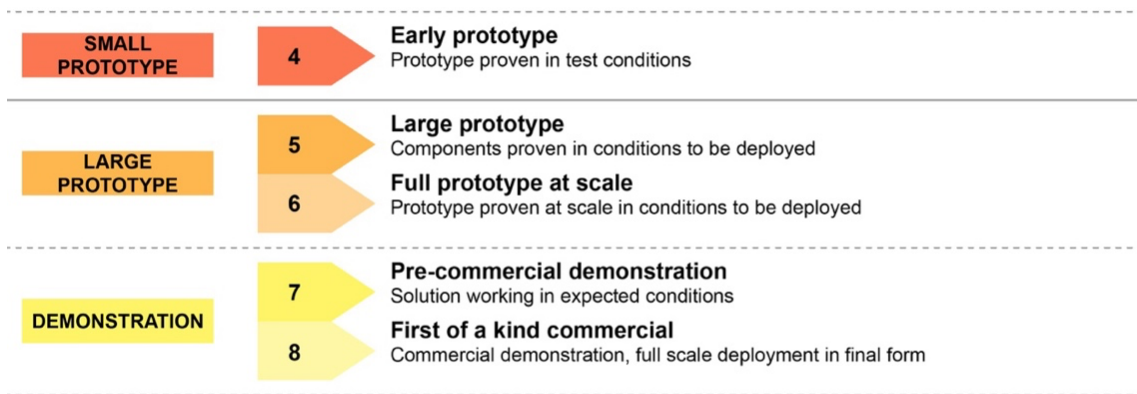 SMALL
PROTOTYPE
4
Early prototype
Prototype proven in test conditions
LARGE
PROTOTYPE
5
Large prototype
Components proven in conditions to be deployed
6
Full prototype at scale
Prototype proven at scale in conditions to be deployed
DEMONSTRATION
7
Pre-commercial demonstration
Solution working in expected conditions
8
First of a kind commercial
Commercial demonstration, full scale deployment in final form